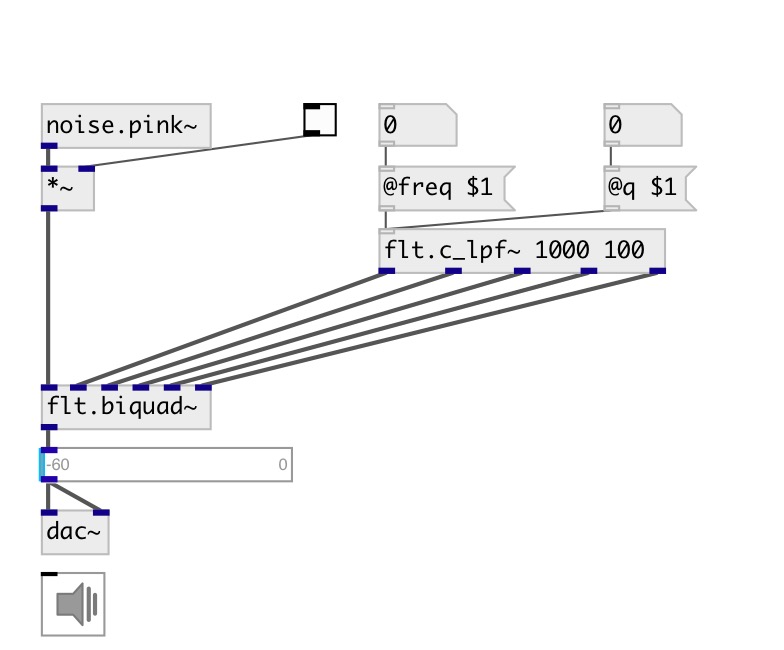 noise.pink~
0
0
*~
@freq $1
@q $1
flt.c_lpf~ 1000 100
flt.biquad~
-60 0
dac~